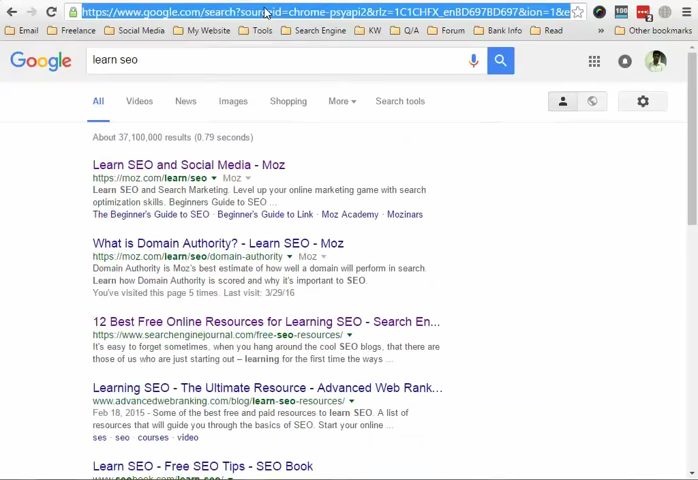 https://www.google.com/search?sourceid=chrome-psyapi2&rlz=1C1CHFX_enBD697BD697&ion=1&e
100
2
Email Freelance Social Media My Website Tools Search Engine KW Q/A Forum Bank Info Read » Other bookmarks
Google learn seo
All Videos News Images Shopping More Search tools
About 37,100,000 results (0.79 seconds)
Learn SEO and Social Media - Moz
https://moz.com/learn/seo Moz
Learn SEO and Search Marketing. Level up your online marketing game with search
optimization skills. Beginners Guide to SEO ...
The Beginner's Guide to SEO · Beginner's Guide to Link · Moz Academy · Mozinars
What is Domain Authority? - Learn SEO - Moz
https://moz.com/learn/seo/domain-authority Moz
Domain Authority is Moz's best estimate of how well a domain will perform in search.
Learn how Domain Authority is scored and why it's important to SEO.
You've visited this page 5 times. Last visit: 3/29/16
12 Best Free Online Resources for Learning SEO - Search En...
https://www.searchenginejournal.com/free-seo-resources/
It's easy to forget sometimes, when you hang around the cool SEO blogs, that there are
those of us who are just starting out – learning for the first time the ways ...
Learning SEO - The Ultimate Resource - Advanced Web Rank...
www.advancedwebranking.com/blog/learn-seo-resources/
Feb 18, 2015 - Some of the best free and paid resources to learn SEO. A list of
resources that will guide you through the basics of SEO. Start your online ...
ses · seo · courses · video
Learn SEO - Free SEO Tips - SEO Book
www.seobook.com/learn-seo/